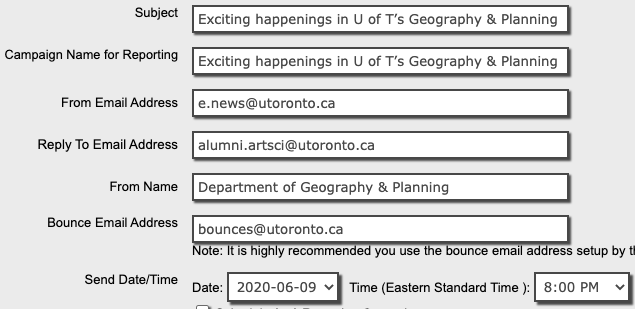 Subject Exciting happenings in U of T’s Geography & Planning
Campaign Name for Reporting Exciting happenings in U of T’s Geography & Planning
From Email Address e.news@utoronto.ca
Reply To Email Address alumni.artsci@utoronto.ca
From Name Department of Geography & Planning
Bounce Email Address bounces@utoronto.ca
Note: It is highly recommended you use the bounce email address setup by
Send Date/Time Date: 2020-06-09 Time (Eastern Standard Time ): 8:00 PM